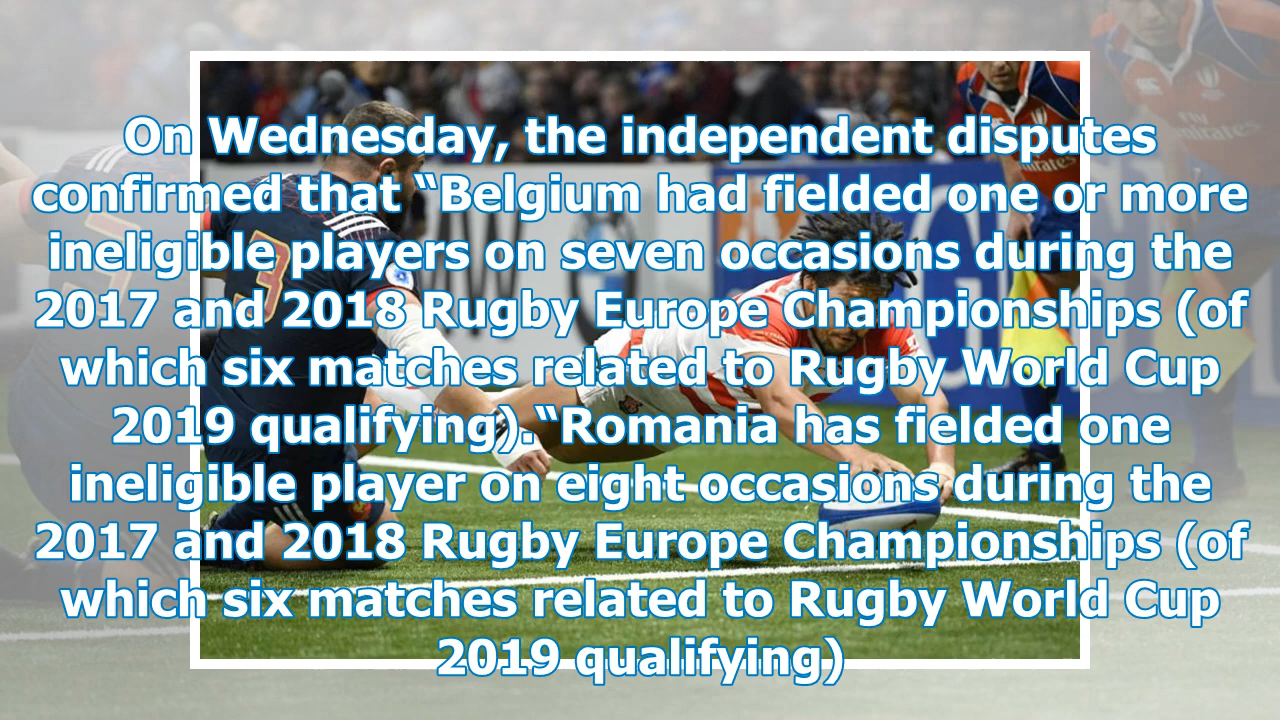 On Wednesday, the independent disputes
confirmed that “Belgium had fielded one or more
ineligible players on seven occasions during the
2017 and 2018 Rugby Europe Championships (of
which six matches related to Rugby World Cup
2019 qualifying).“Romania has fielded one
ineligible player on eight occasions during the
2017 and 2018 Rugby Europe Championships (of
which six matches related to Rugby World Cup
2019 qualifying)
3
Emirates